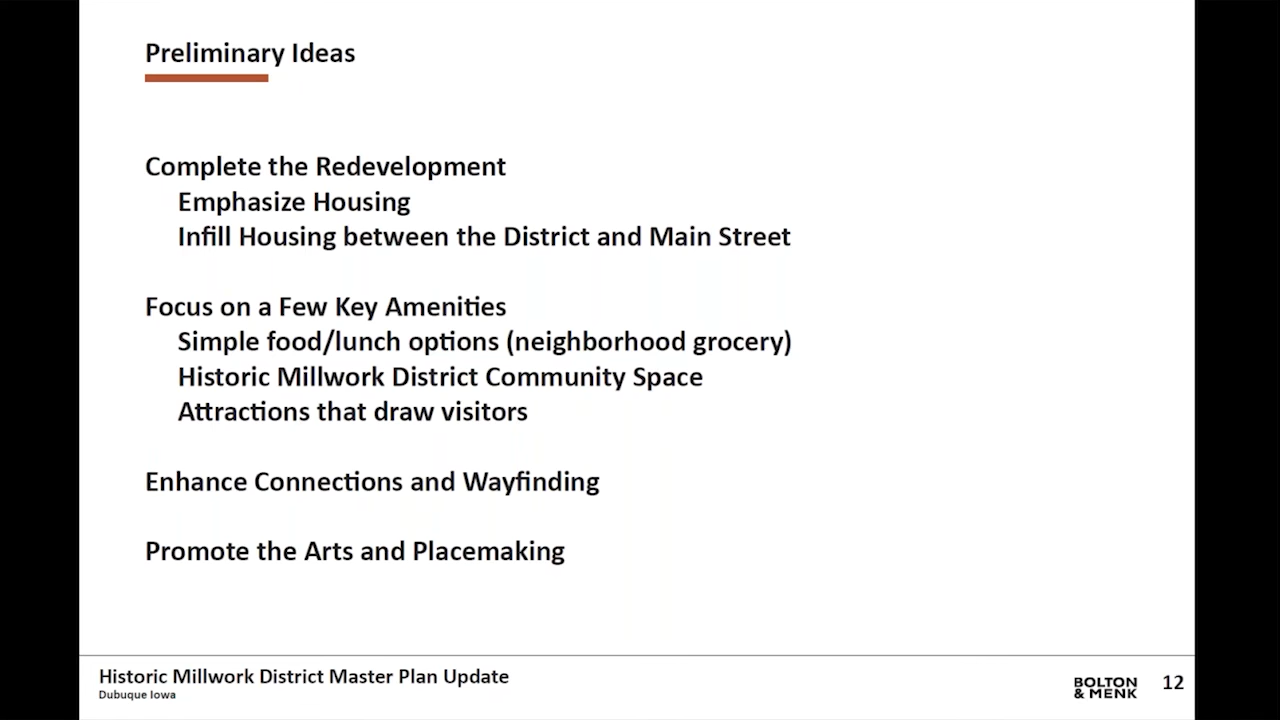 Preliminary Ideas
Complete the Redevelopment
Emphasize Housing
Infill Housing between the District and Main Street
Focus on a Few Key Amenities
Simple food/lunch options (neighborhood grocery)
Historic Millwork District Community Space
Attractions that draw visitors
Enhance Connections and Wayfinding
Promote the Arts and Placemaking
Historic Millwork District Master Plan Update
Dubuque Iowa
BOLTON
& MENK
12